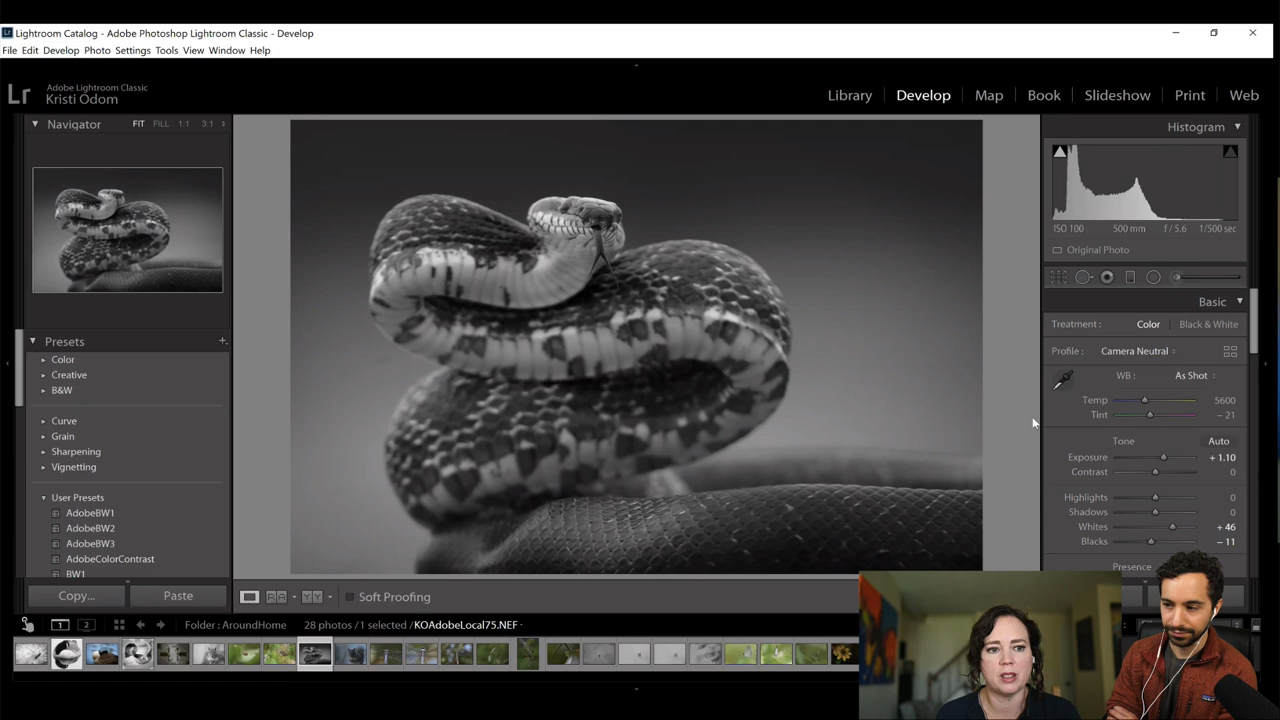 Lr Lightroom Catalog - Adobe Photoshop Lightroom Classic - Develop
File Edit Develop Photo Settings Tools View Window Help
Lr Adobe Lightroom Classic
Kristi Odom
Library Develop Map Book Slideshow Print Web
Navigator FIT FILL 1:1 3:1
Histogram
ISO 100 500 mm f / 5.6 1/500 sec
Original Photo
Basic
Treatment : Color Black & White
Profile : Camera Neutral
WB : As Shot
Temp 5600
Tint – 21
Tone Auto
Exposure + 1.10
Contrast 0
Highlights 0
Shadows 0
Whites + 46
Blacks – 11
Presence
Presets
Color
Creative
B&W
Curve
Grain
Sharpening
Vignetting
User Presets
AdobeBW1
AdobeBW2
AdobeBW3
AdobeColorContrast
BW1
Copy... Paste
Soft Proofing
1 2 Folder : AroundHome 28 photos /1 selected /KOAdobeLocal75.NEF